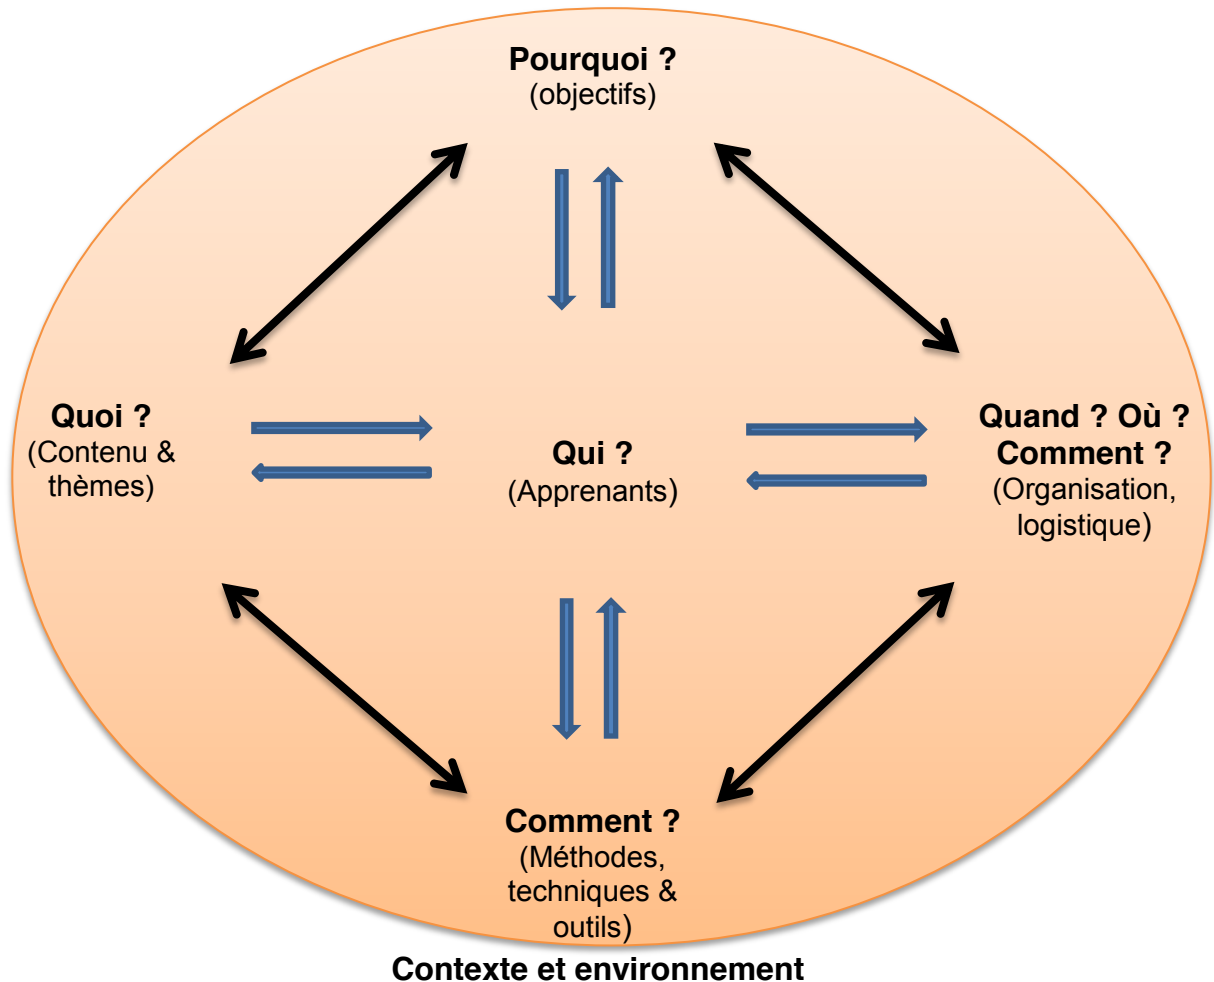 Pourquoi ?
(objectifs)
Quoi ?
(Contenu &
thèmes)
Qui ?
(Apprenants)
Quand ? Où ?
Comment ?
(Organisation,
logistique)
Comment ?
(Méthodes,
techniques &
outils)
Contexte et environnement